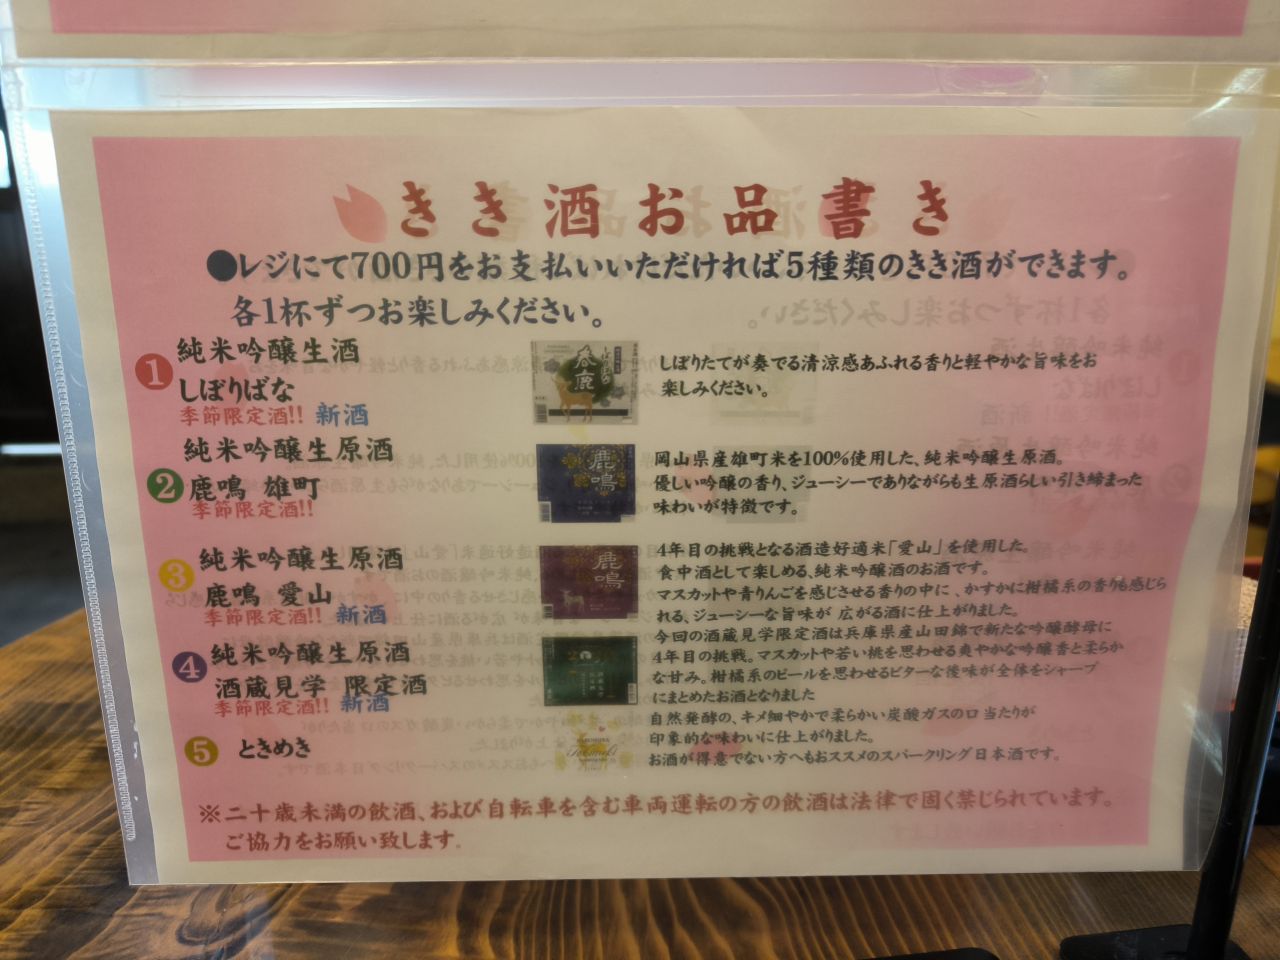 きき酒お品書き
●レジにて700円をお支払いいただければ5種類のきき酒ができます。
各1杯ずつお楽しみください。
1 純米吟醸生酒
しぼりばな
季節限定酒!! 新酒
春鹿
しぼりたてが奏でる清涼感あふれる香りと軽やかな旨味をお
楽しみください。
2 純米吟醸生原酒
鹿鳴 雄町
季節限定酒!!
鹿鳴
岡山県産雄町米を100%使用した、純米吟醸生原酒。
優しい吟醸の香り、ジューシーでありながらも生原酒らしい引き締まった
味わいが特徴です。
3 純米吟醸生原酒
鹿鳴 愛山
季節限定酒!! 新酒
鹿鳴
4年目の挑戦となる酒造好適米「愛山」を使用した。
食中酒として楽しめる、純米吟醸酒のお酒です。
マスカットや青りんごを感じさせる香りの中に 、かすかに柑橘系の香りも感じら
れる、ジューシーな旨味が 広がる酒に仕上がりました。
4 純米吟醸生原酒
酒蔵見学 限定酒
季節限定酒!! 新酒
今回の酒蔵見学限定酒は兵庫県産山田錦で新たな吟醸酵母に
4年目の挑戦。マスカットや若い桃を思わせる爽やかな吟醸香と柔らか
な甘み。柑橘系のピールを思わせるビターな後味が全体をシャープ
にまとめたお酒となりました
5 ときめき
Tokimeki
自然発酵の、キメ細やかで柔らかい炭酸ガスの口当たりが
印象的な味わいに仕上がりました。
お酒が得意でない方へもおススメのスパークリング日本酒です。
※二十歳未満の飲酒、および自転車を含む車両運転の方の飲酒は法律で固く禁じられています。
ご協力をお願い致します。